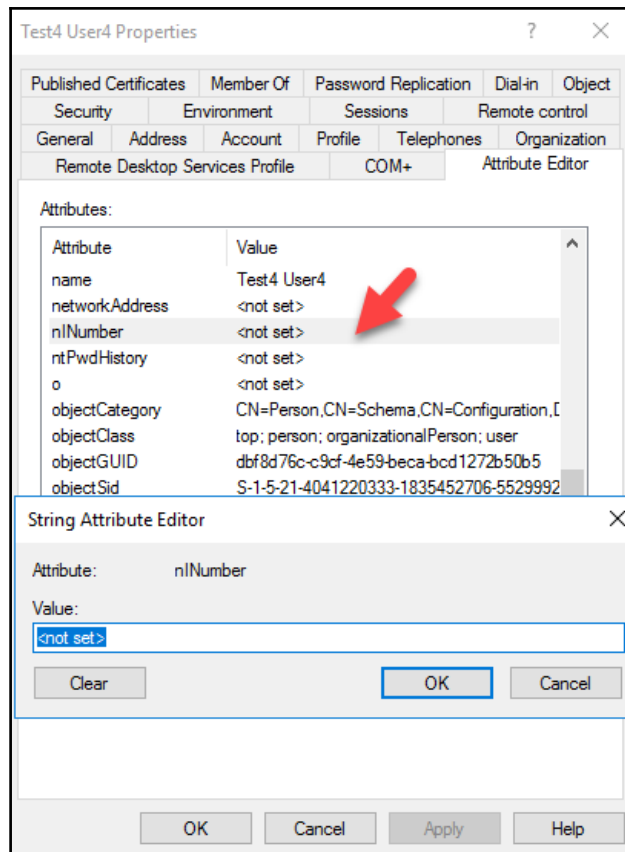 Test4 User4 Properties
Published Certificates Member Of Password Replication Dial-in Object
Security Environment Sessions Remote control
General Address Account Profile Telephones Organization
Remote Desktop Services Profile COM+ Attribute Editor
Attributes:
Attribute Value
name Test4 User4
networkAddress <not set>
nINumber <not set>
ntPwdHistory <not set>
o <not set>
objectCategory CN=Person,CN=Schema,CN=Configuration,D
objectClass top; person; organizationalPerson; user
objectGUID dbf8d76c-c9cf-4e59-beca-bcd1272b50b5
objectSid S-1-5-21-4041220333-1835452706-5529992
String Attribute Editor
Attribute: nINumber
Value:
<not set>
Clear OK Cancel
OK Cancel Apply Help